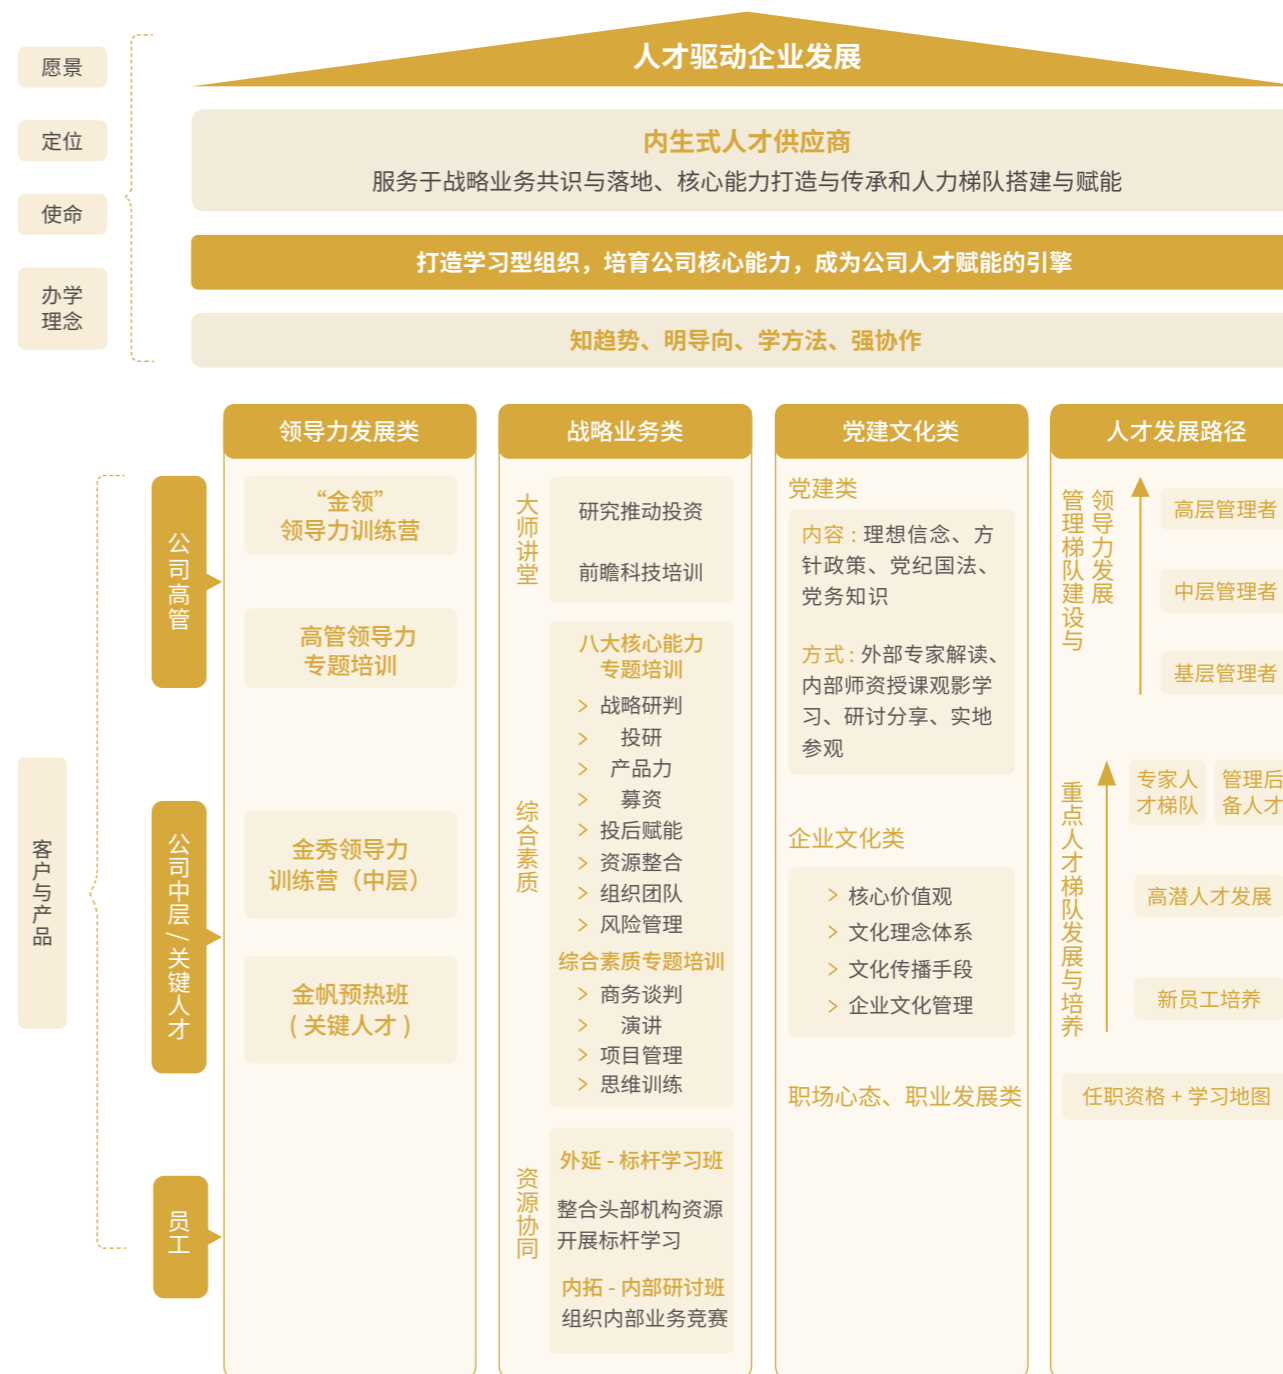 愿景
定位
使命
办学
理念
人才驱动企业发展
内生式人才供应商
服务于战略业务共识与落地、核心能力打造与传承和人力梯队搭建与赋能
打造学习型组织，培育公司核心能力，成为公司人才赋能的引擎
知趋势、明导向、学方法、强协作
客户与产品
公司高管
公司中层/关键人才
员工
领导力发展类
“金领”
领导力训练营
高管领导力
专题培训
金秀领导力
训练营（中层）
金帆预热班
( 关键人才 )
战略业务类
大师讲堂
研究推动投资
前瞻科技培训
综合素质
八大核心能力
专题培训
> 战略研判
> 投研
> 产品力
> 募资
> 投后赋能
> 资源整合
> 组织团队
> 风险管理
综合素质专题培训
> 商务谈判
> 演讲
> 项目管理
> 思维训练
资源协同
外延 - 标杆学习班
整合头部机构资源
开展标杆学习
内拓 - 内部研讨班
组织内部业务竞赛
党建文化类
党建类
内容 : 理想信念、方
针政策、党纪国法、
党务知识
方式 : 外部专家解读、
内部师资授课观影学
习、研讨分享、实地
参观
企业文化类
> 核心价值观
> 文化理念体系
> 文化传播手段
> 企业文化管理
职场心态、职业发展类
人才发展路径
管理梯队建设与
领导力发展
高层管理者
中层管理者
基层管理者
重点人才梯队发展与培养
专家人
才梯队
管理后
备人才
高潜人才发展
新员工培养
任职资格 + 学习地图